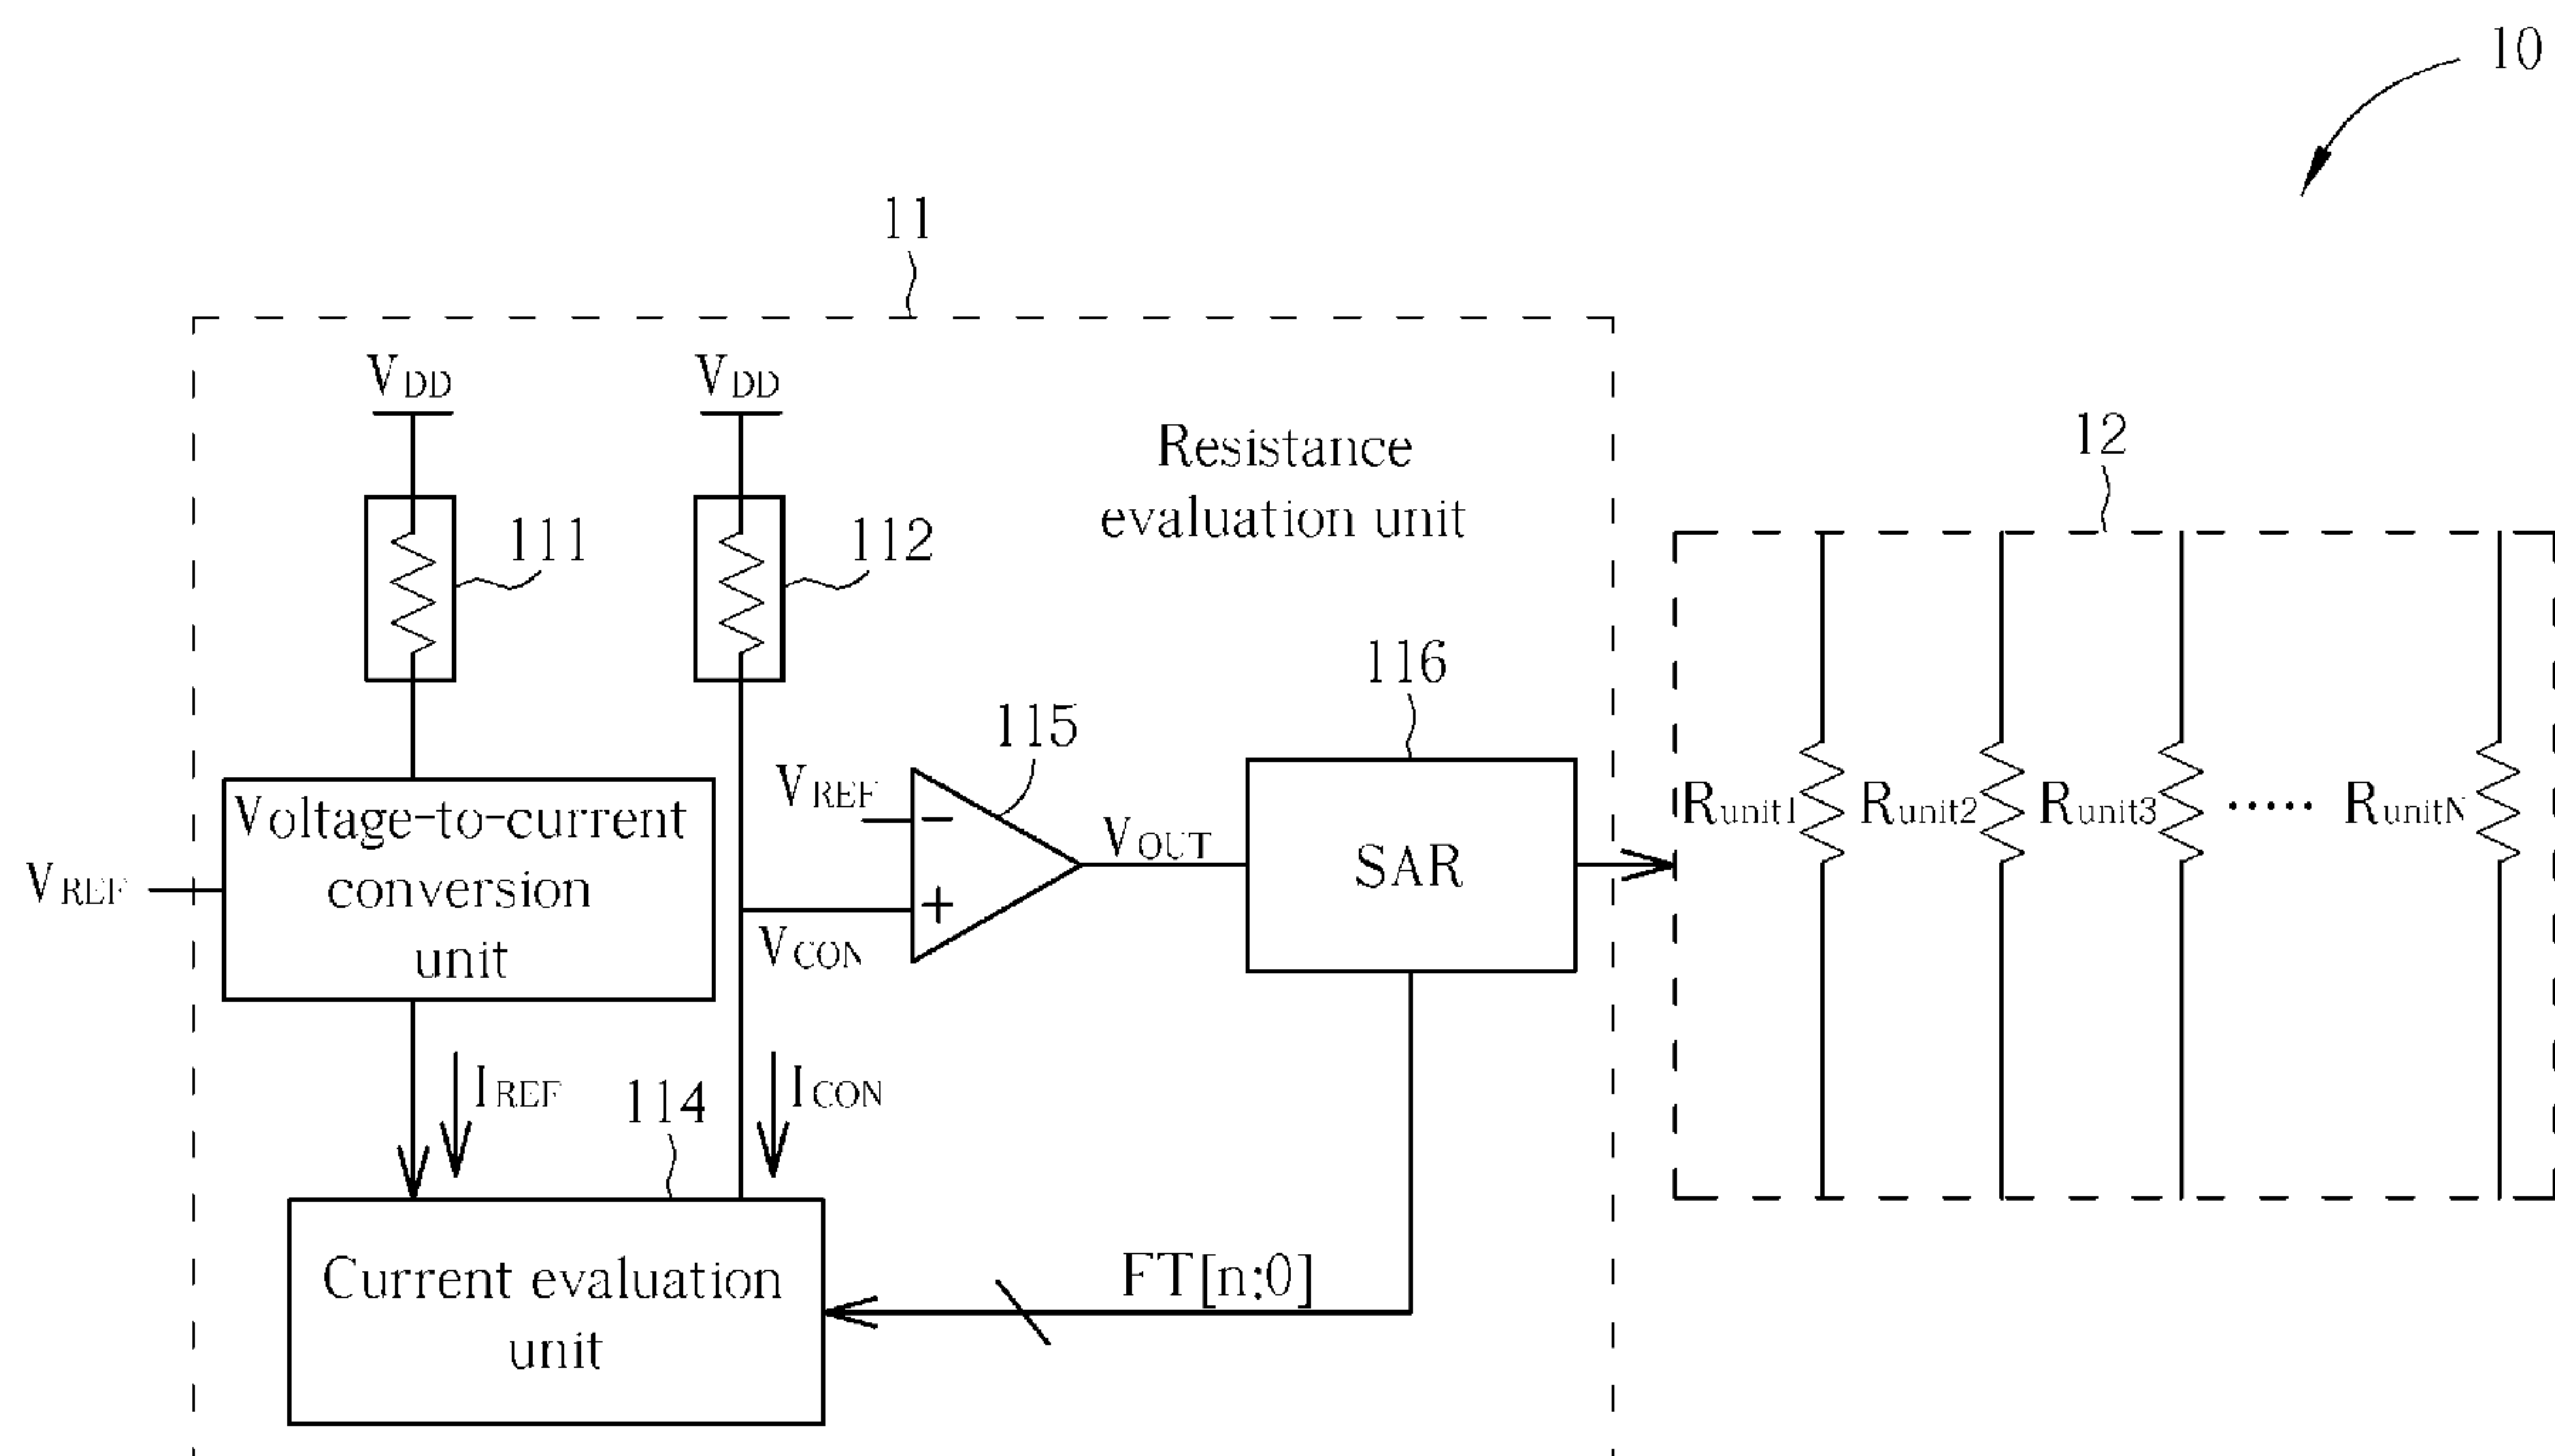 10
11
VDD
VDD
Resistance
evaluation unit
12
111
112
116
115
VREF
Voltage-to-current
conversion
unit
VREF
−
+
VCON
VOUT
SAR
Runit1
Runit2
Runit3
.....
RunitN
IREF
114
ICON
Current evaluation
unit
FT[n:0]